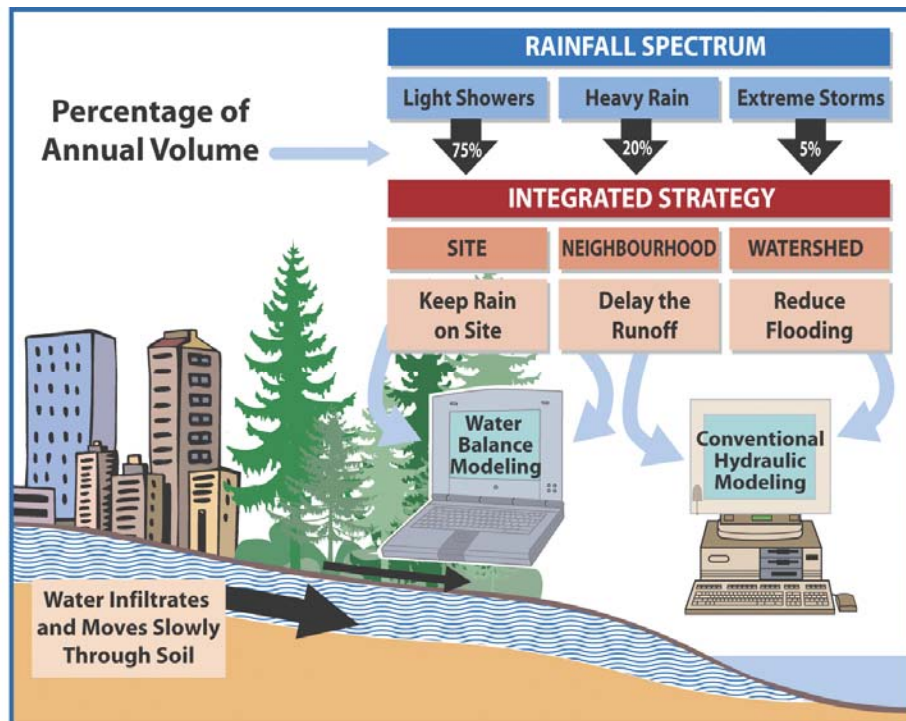 RAINFALL SPECTRUM
Percentage of
Annual Volume
Light Showers
Heavy Rain
Extreme Storms
75%
20%
5%
INTEGRATED STRATEGY
SITE
NEIGHBOURHOOD
WATERSHED
Keep Rain
on Site
Delay the
Runoff
Reduce
Flooding
Water
Balance
Modeling
Conventional
Hydraulic
Modeling
Water Infiltrates
and Moves Slowly
Through Soil